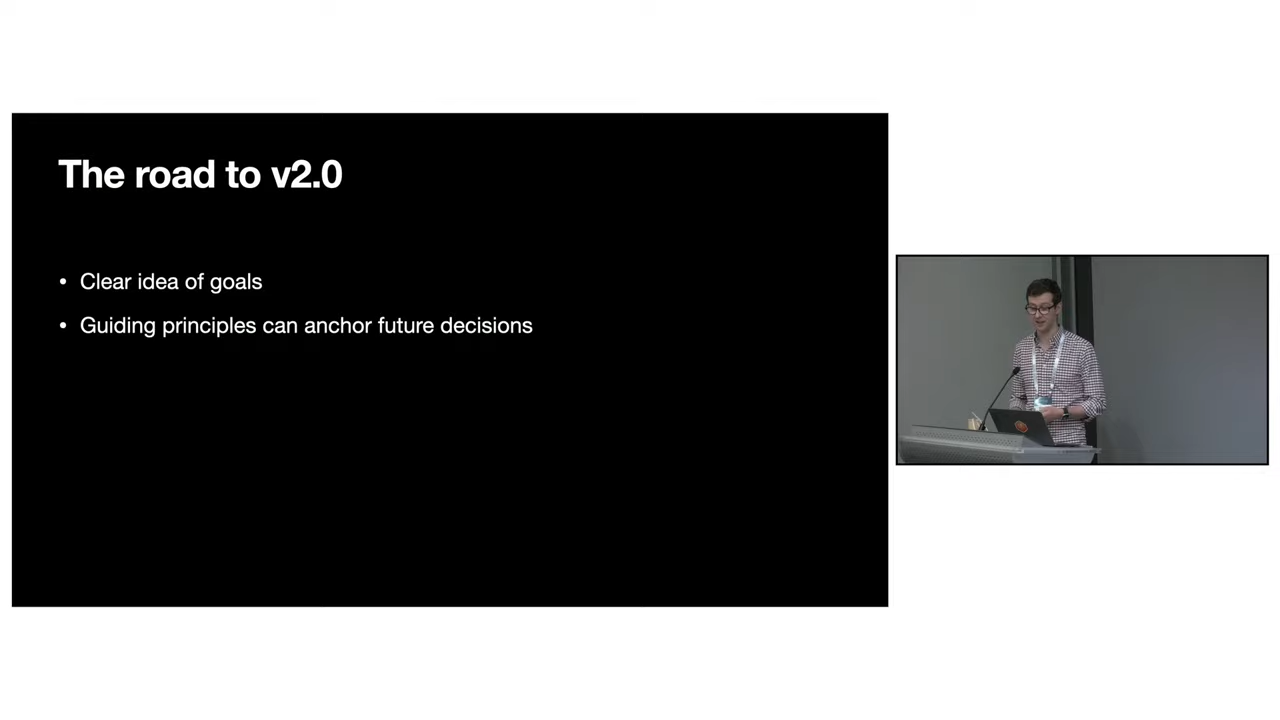 The road to v2.0
• Clear idea of goals
• Guiding principles can anchor future decisions